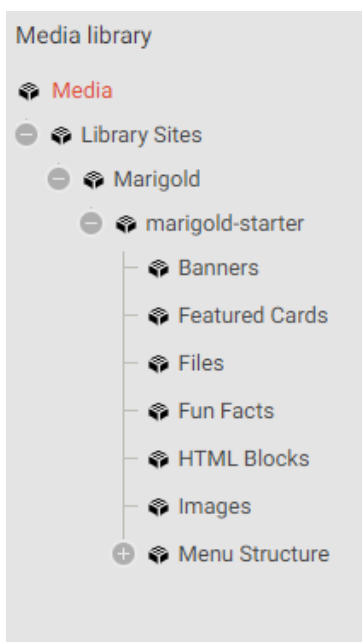 Media library
Media
Library Sites
Marigold
marigold-starter
Banners
Featured Cards
Files
Fun Facts
HTML Blocks
Images
Menu Structure